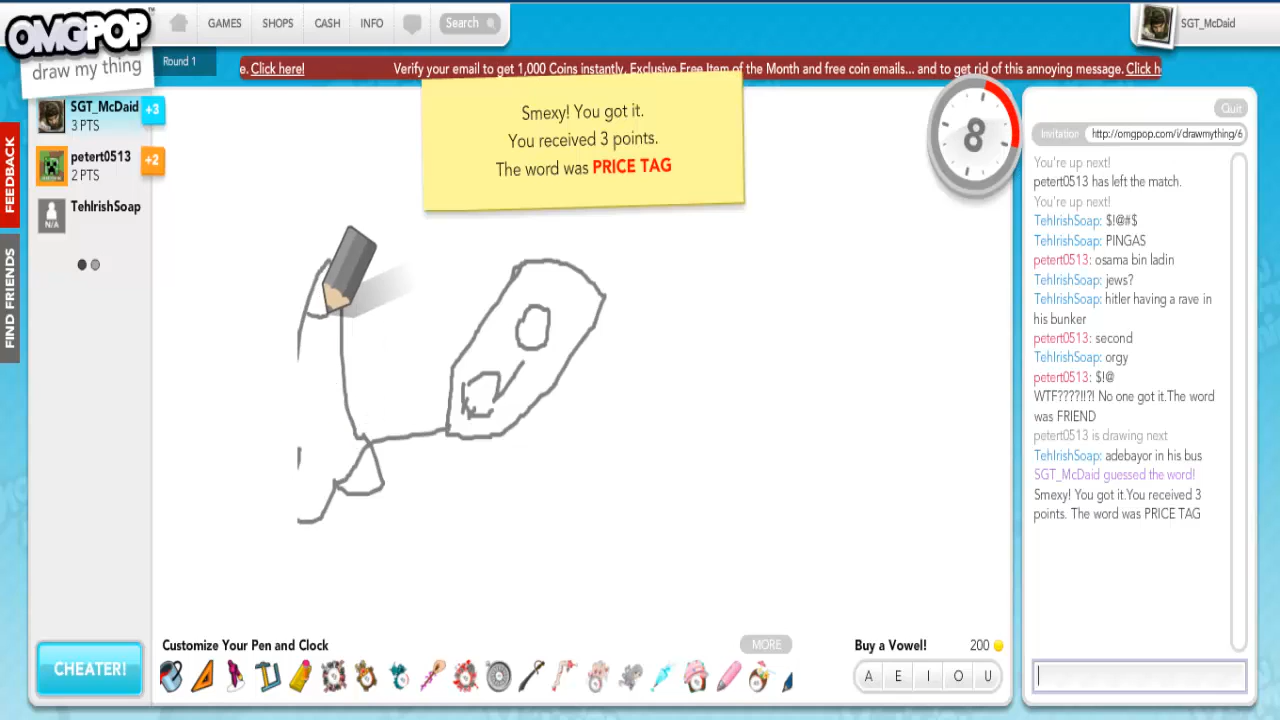 OMGPOP
draw my thing
GAMES
SHOPS
CASH
INFO
Search
SGT_McDaid
Round 1
e. Click here!
Verify your email to get 1,000 Coins instantly, Exclusive Free Item of the Month and free coin emails... and to get rid of this annoying message. Click h
FEEDBACK
FIND FRIENDS
SGT_McDaid +3
3 PTS
petert0513 +2
2 PTS
TehIrishSoap
N/A
Smexy! You got it.
You received 3 points.
The word was PRICE TAG
8
Quit
Invitation http://omgpop.com/i/drawmything/6
You're up next!
petert0513 has left the match.
You're up next!
TehIrishSoap: $!@#$
TehIrishSoap: PINGAS
petert0513: osama bin ladin
TehIrishSoap: jews?
TehIrishSoap: hitler having a rave in
his bunker
petert0513: second
TehIrishSoap: orgy
petert0513: $!@
WTF????!!?! No one got it.The word
was FRIEND
petert0513 is drawing next
TehIrishSoap: adebayor in his bus
SGT_McDaid guessed the word!
Smexy! You got it.You received 3
points. The word was PRICE TAG
CHEATER!
Customize Your Pen and Clock
MORE
Buy a Vowel!
200
A E I O U